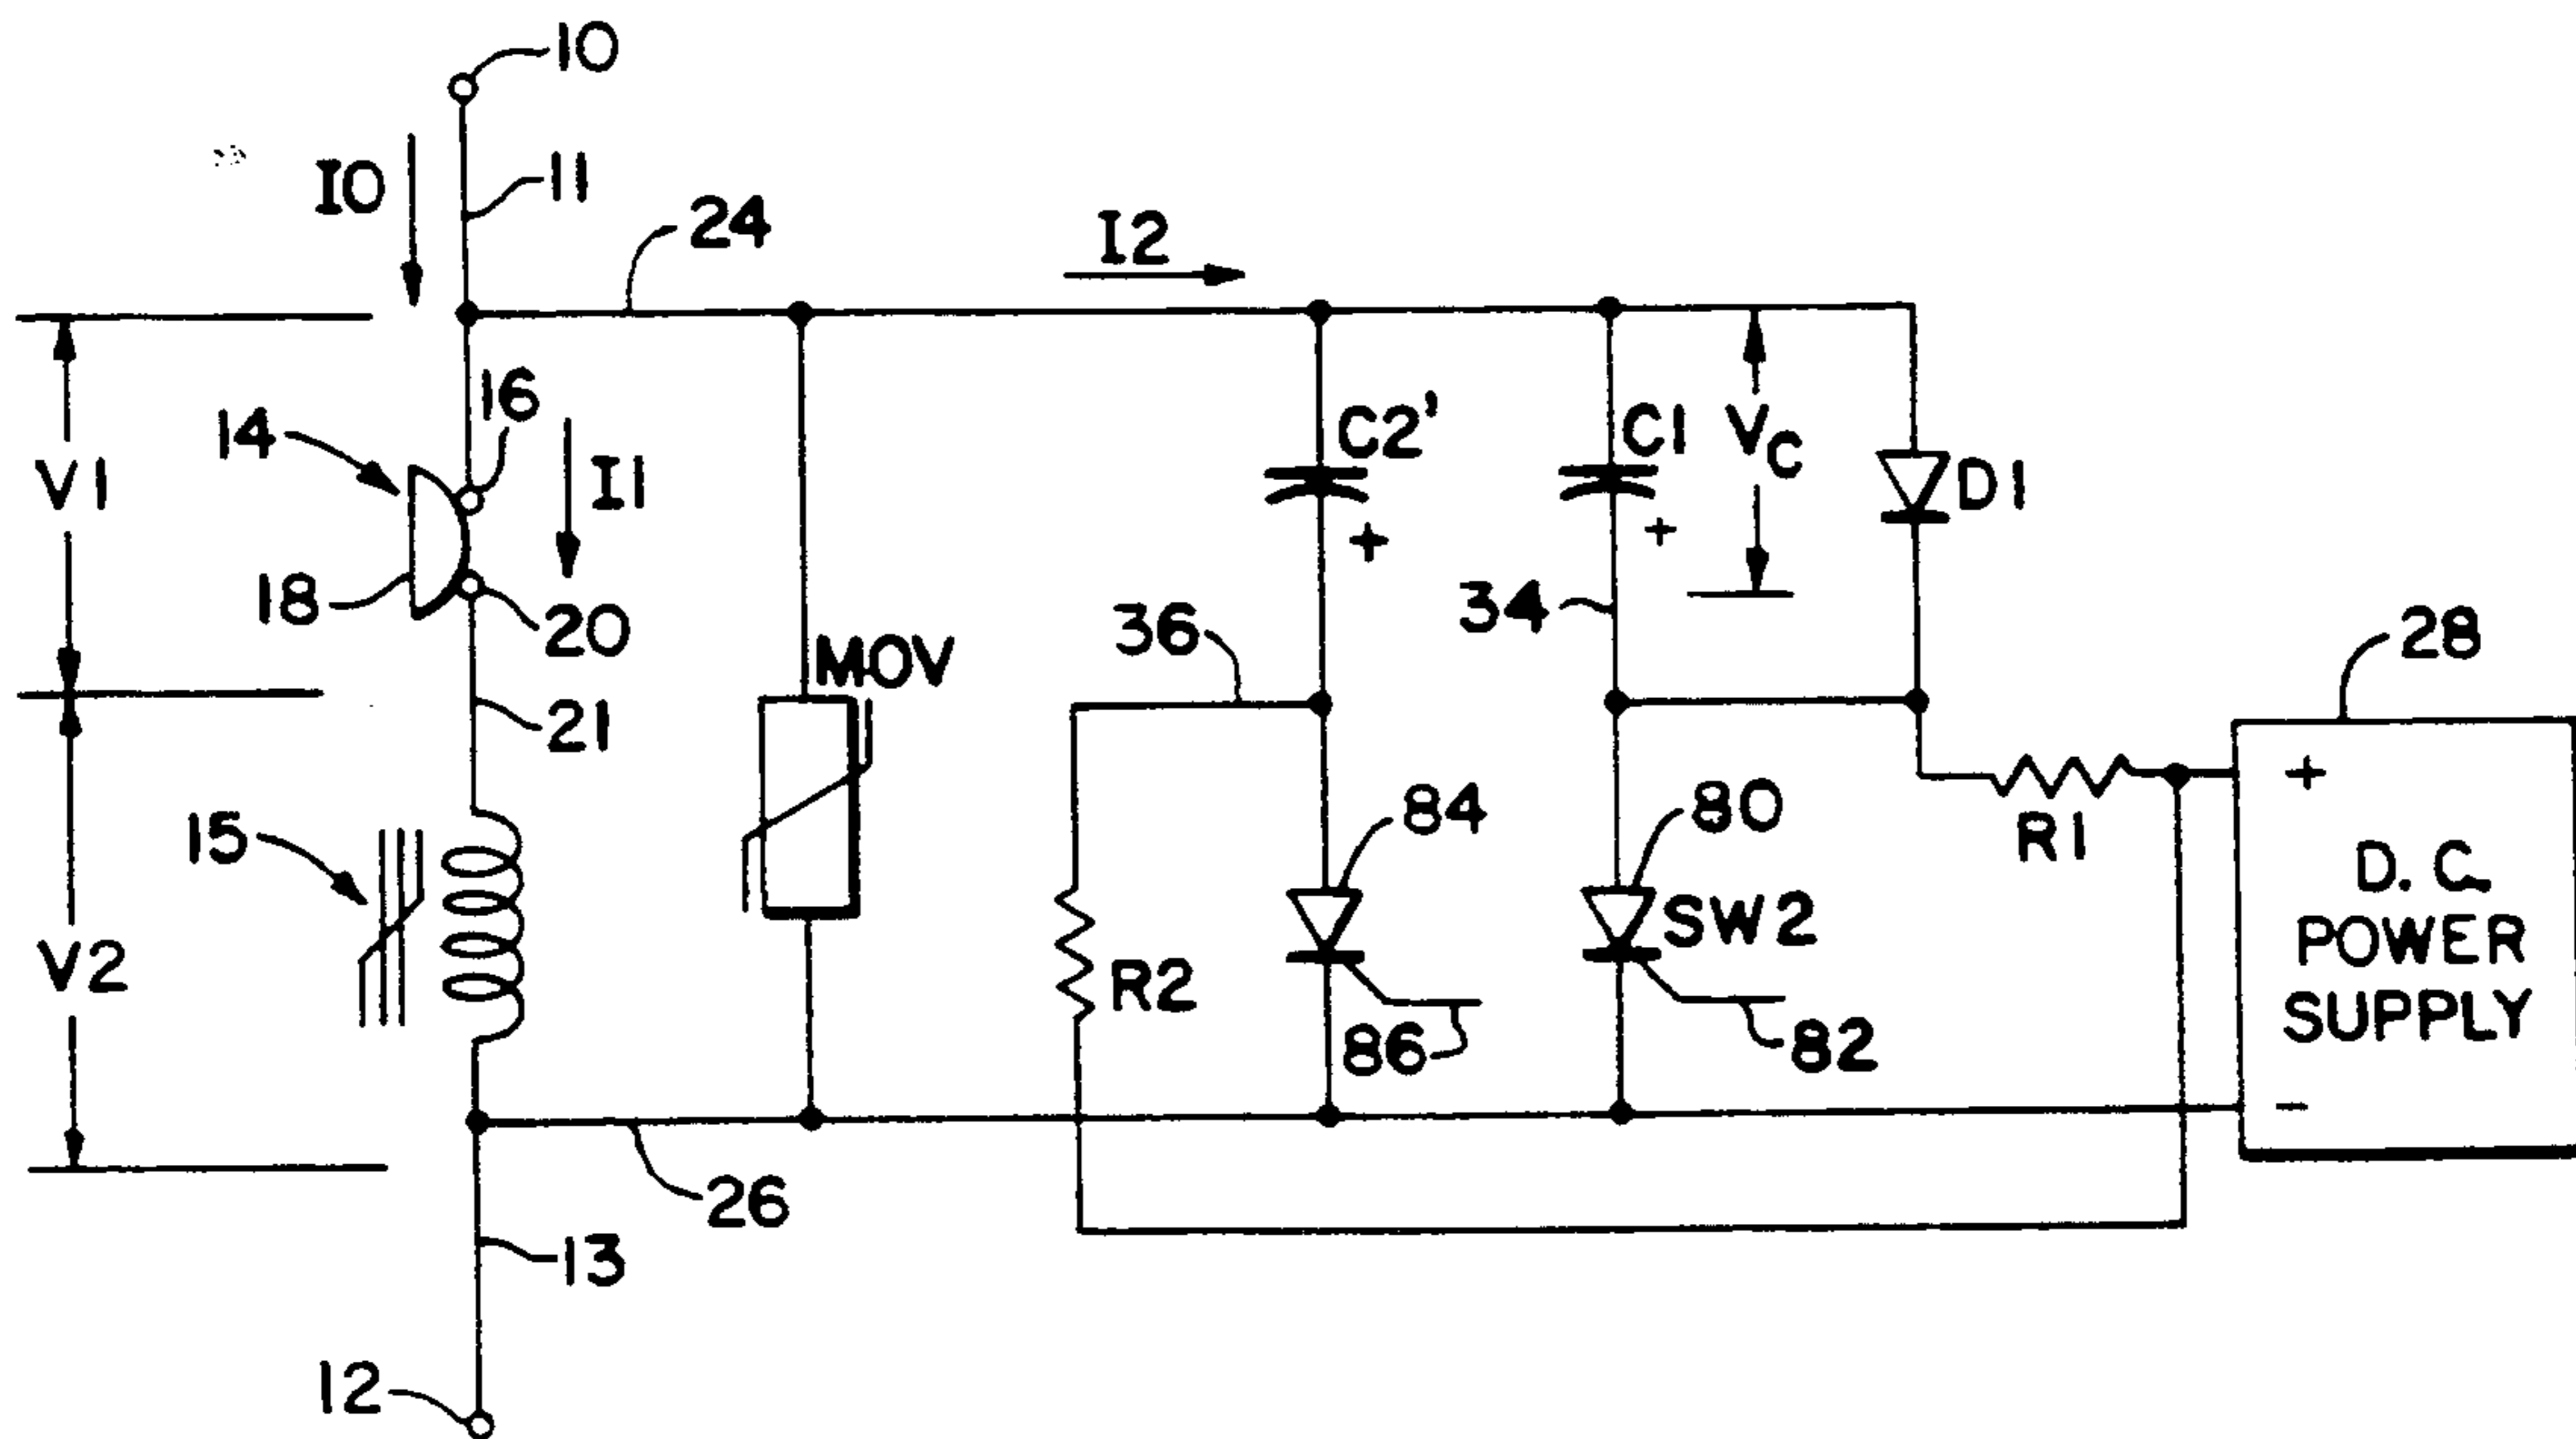 10
I0
11
24
I2
16
14
I1
V1
18
20
21
C2'
+
C1
+
VC
D1
36
34
28
MOV
15
V2
84
80
SW2
R1
R2
86
82
+
D. C.
POWER
SUPPLY
-
26
13
12